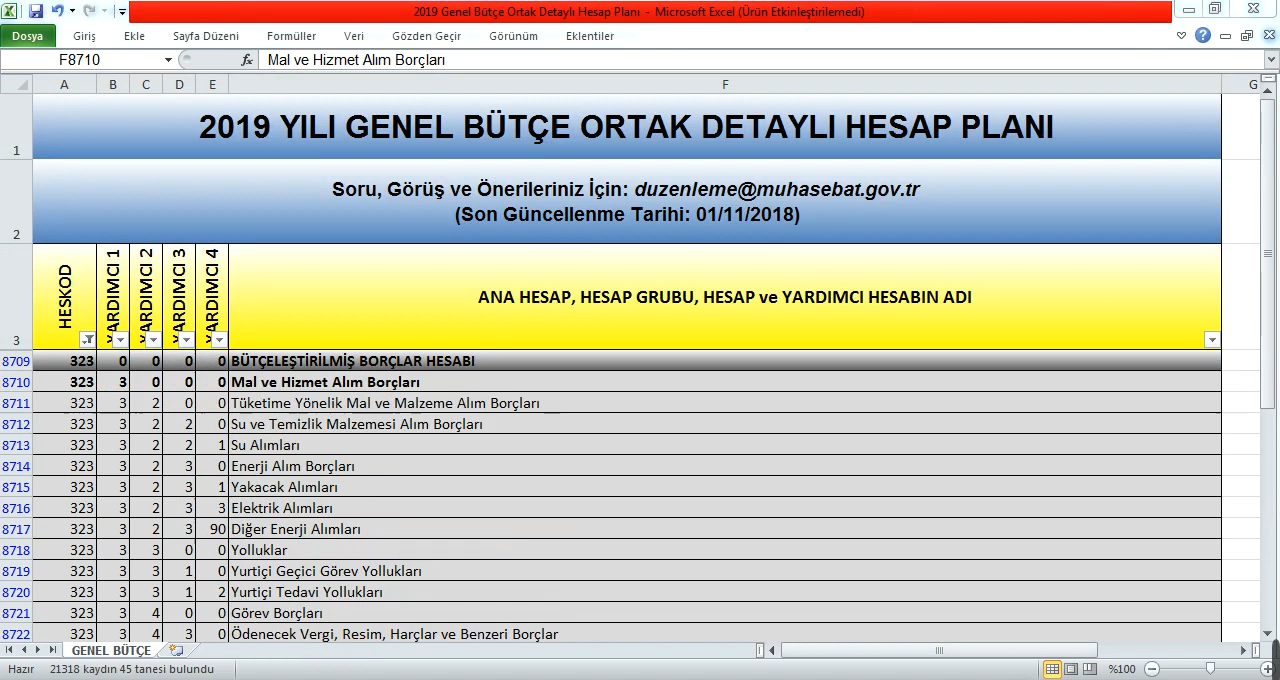 2019 Genel Bütçe Ortak Detaylı Hesap Planı - Microsoft Excel (Ürün Etkinleştirilemedi)
Dosya Giriş Ekle Sayfa Düzeni Formüller Veri Gözden Geçir Görünüm Eklentiler
F8710 fx Mal ve Hizmet Alım Borçları
A B C D E F G
1 2019 YILI GENEL BÜTÇE ORTAK DETAYLI HESAP PLANI
Soru, Görüş ve Önerileriniz İçin: duzenleme@muhasebat.gov.tr
2 (Son Güncellenme Tarihi: 01/11/2018)
3 HESKOD YARDIMCI 1 YARDIMCI 2 YARDIMCI 3 YARDIMCI 4 ANA HESAP, HESAP GRUBU, HESAP ve YARDIMCI HESABIN ADI
8709 323 0 0 0 0 BÜTÇELEŞTİRİLMİŞ BORÇLAR HESABI
8710 323 3 0 0 0 Mal ve Hizmet Alım Borçları
8711 323 3 2 0 0 Tüketime Yönelik Mal ve Malzeme Alım Borçları
8712 323 3 2 2 0 Su ve Temizlik Malzemesi Alım Borçları
8713 323 3 2 2 1 Su Alımları
8714 323 3 2 3 0 Enerji Alım Borçları
8715 323 3 2 3 1 Yakacak Alımları
8716 323 3 2 3 3 Elektrik Alımları
8717 323 3 2 3 90 Diğer Enerji Alımları
8718 323 3 3 0 0 Yolluklar
8719 323 3 3 1 0 Yurtiçi Geçici Görev Yollukları
8720 323 3 3 1 2 Yurtiçi Tedavi Yollukları
8721 323 3 4 0 0 Görev Borçları
8722 323 3 4 3 0 Ödenecek Vergi, Resim, Harçlar ve Benzeri Borçlar
GENEL BÜTÇE
Hazır 21318 kaydın 45 tanesi bulundu %100